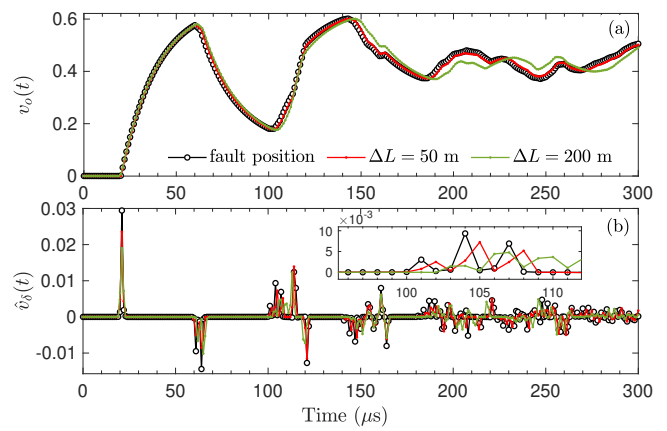 0.6
(a)
0.4
v_o(t)
0.2
fault position
ΔL = 50 m
ΔL = 200 m
0
0 50 100 150 200 250 300
0.03
×10⁻³
(b)
10
0.02
5
v̂_δ(t)
0.01
0
100 105 110
0
-0.01
0 50 100 150 200 250 300
Time (μs)